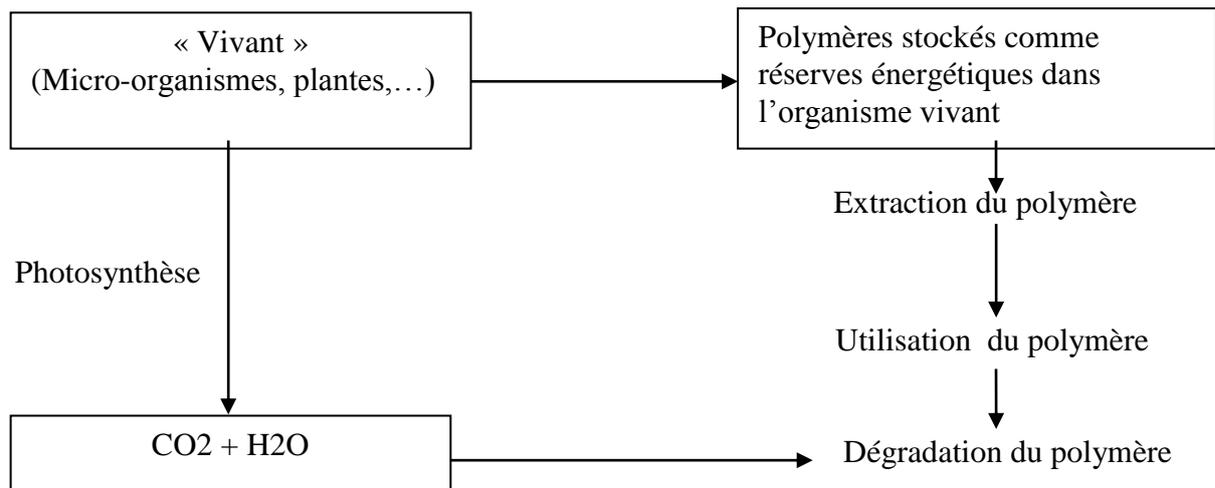 « Vivant »
(Micro-organismes, plantes,…)
Polymères stockés comme
réserves énergétiques dans
l’organisme vivant
Extraction du polymère
Photosynthèse
Utilisation  du polymère
CO2 + H2O
Dégradation du polymère